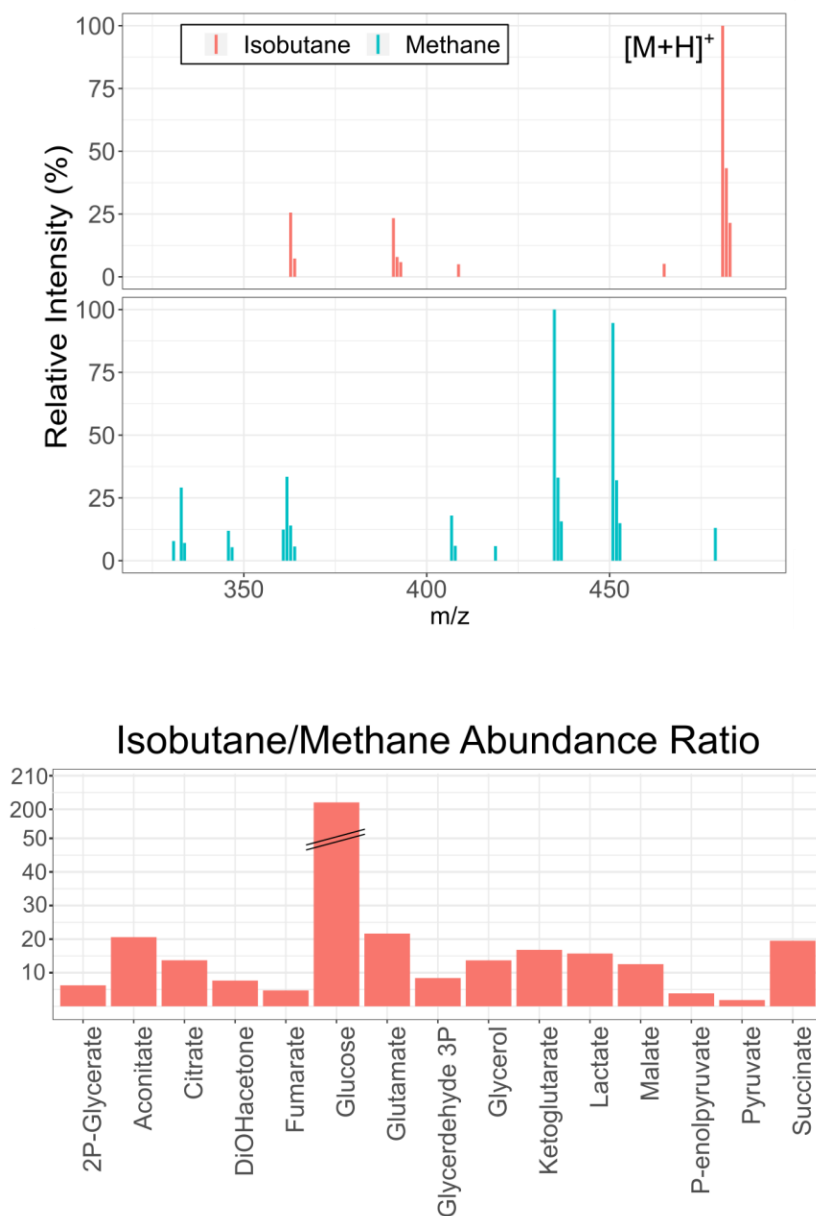 100
75
50
25
0
Isobutane Methane
[M+H]+
100
75
50
25
0
Relative Intensity (%)
350 400 450
m/z
Isobutane/Methane Abundance Ratio
210
200
50
40
30
20
10
2P-Glycerate
Aconitate
Citrate
DiOHacetone
Fumarate
Glucose
Glutamate
Glycerdehyde 3P
Glycerol
Ketoglutarate
Lactate
Malate
P-enolpyruvate
Pyruvate
Succinate